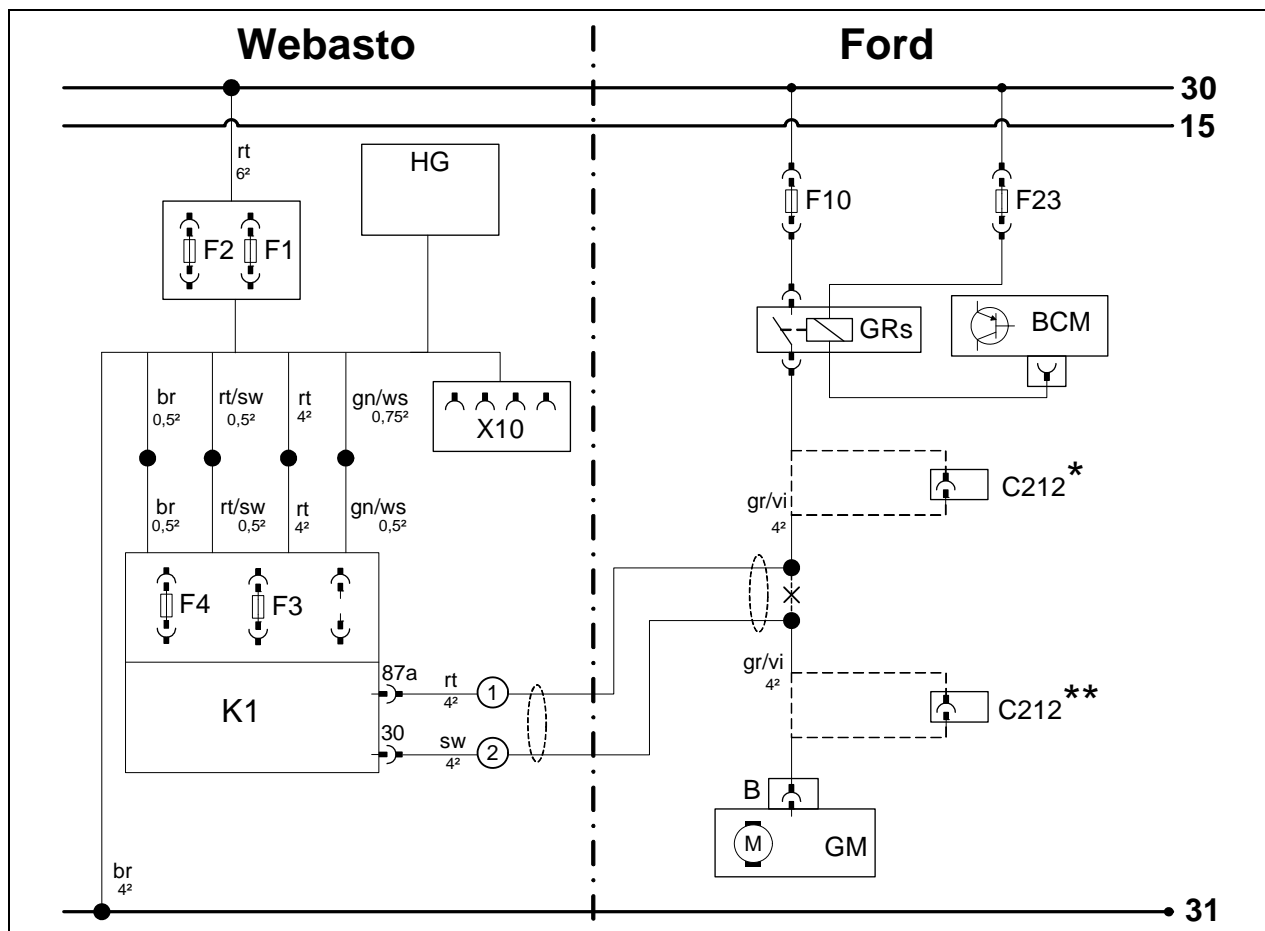 Webasto
Ford
30
15
rt
6²
HG
F2
F1
F10
F23
GRs
BCM
br
0,5²
rt/sw
0,5²
rt
4²
gn/ws
0,75²
X10
C212*
br
0,5²
rt/sw
0,5²
rt
4²
gn/ws
0,5²
gr/vi
4²
F4
F3
K1
87a
rt
4²
1
30
sw
4²
2
gr/vi
4²
C212**
B
M
GM
br
4²
31